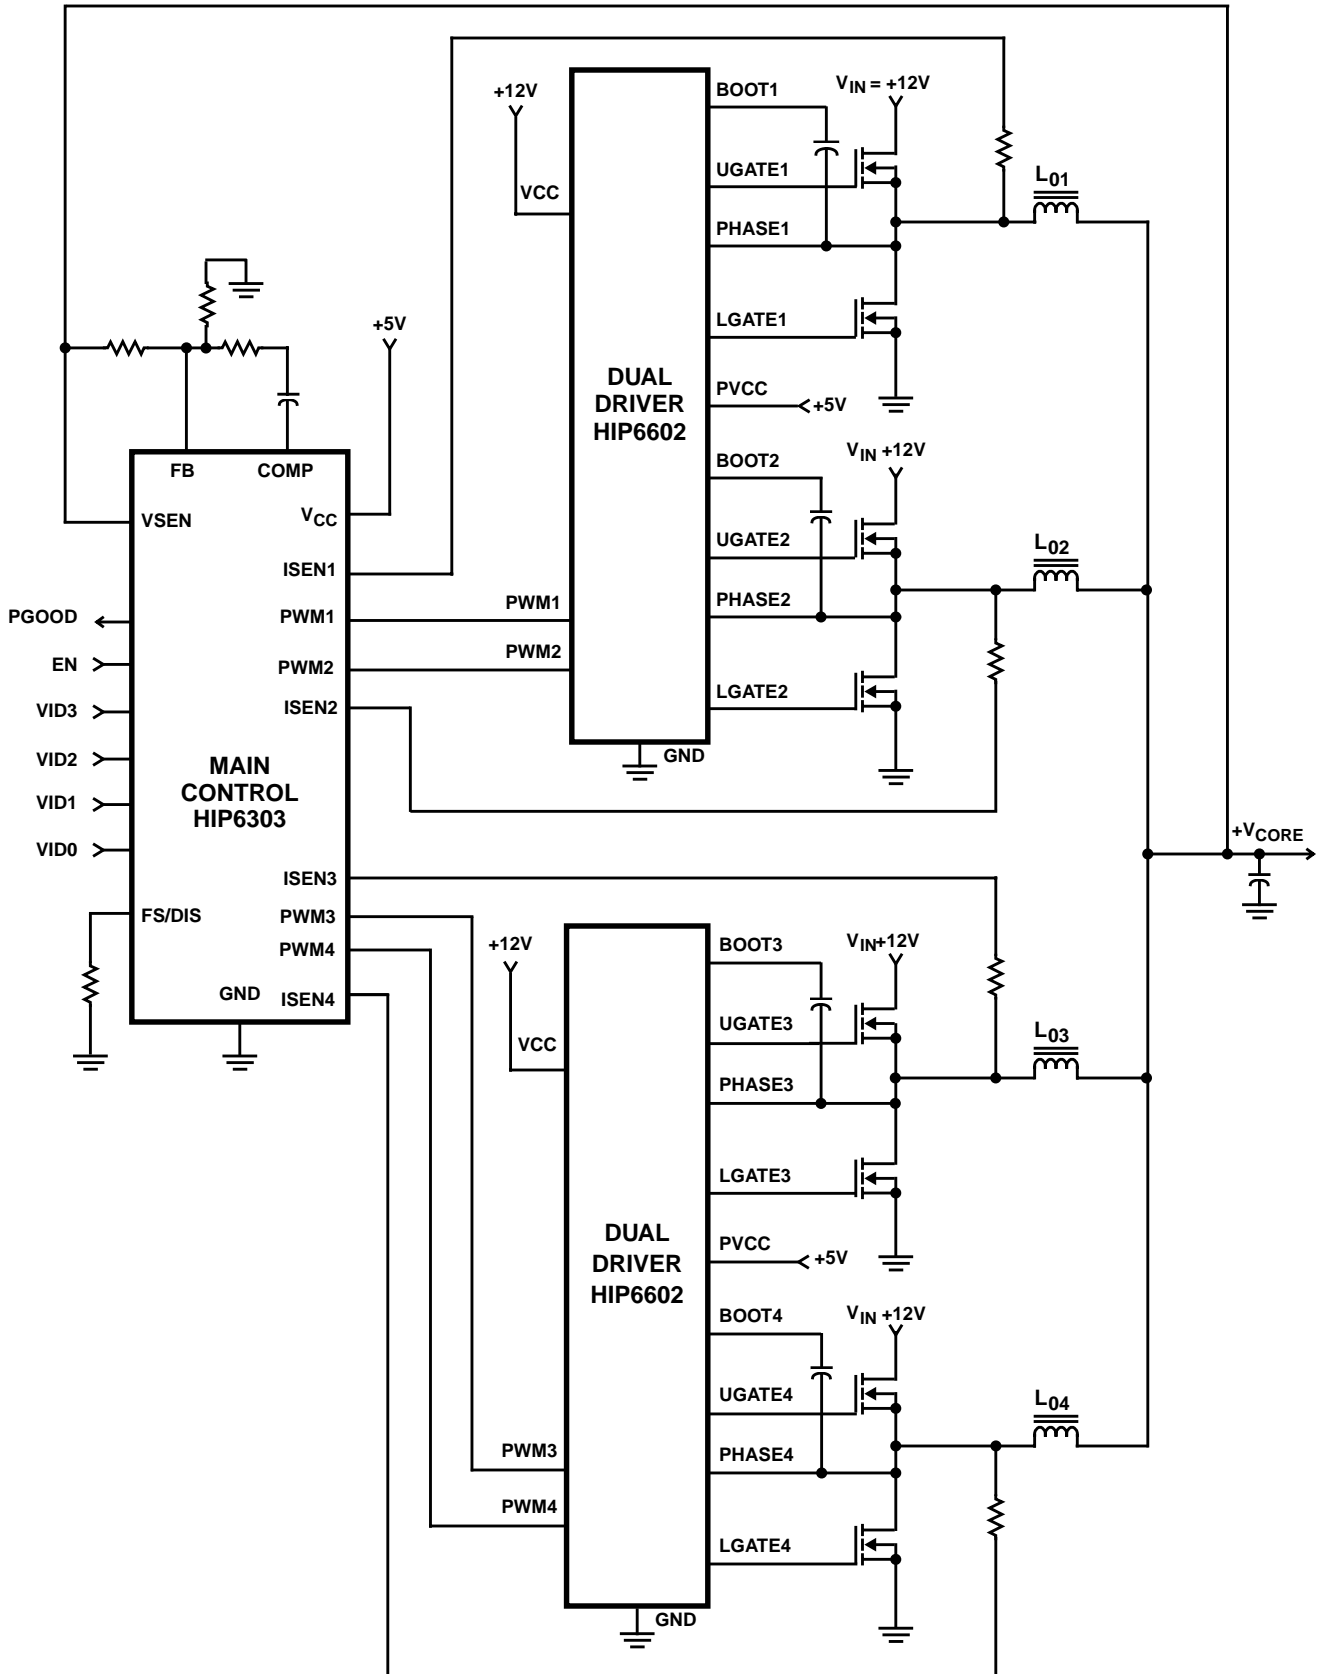 +12V
BOOT1
VIN = +12V
UGATE1
VCC
L01
PHASE1
LGATE1
+5V
DUAL
DRIVER
HIP6602
PVCC
+5V
BOOT2
VIN +12V
FB
COMP
VSEN
VCC
UGATE2
L02
ISEN1
PHASE2
PGOOD
PWM1
PWM1
PWM2
PWM2
EN
LGATE2
VID3
ISEN2
GND
VID2
MAIN
CONTROL
HIP6303
VID1
VID0
+VCORE
ISEN3
FS/DIS
PWM3
PWM4
GND
ISEN4
+12V
BOOT3
VIN+12V
UGATE3
VCC
L03
PHASE3
LGATE3
DUAL
DRIVER
HIP6602
PVCC
+5V
BOOT4
VIN +12V
UGATE4
L04
PWM3
PHASE4
PWM4
LGATE4
GND